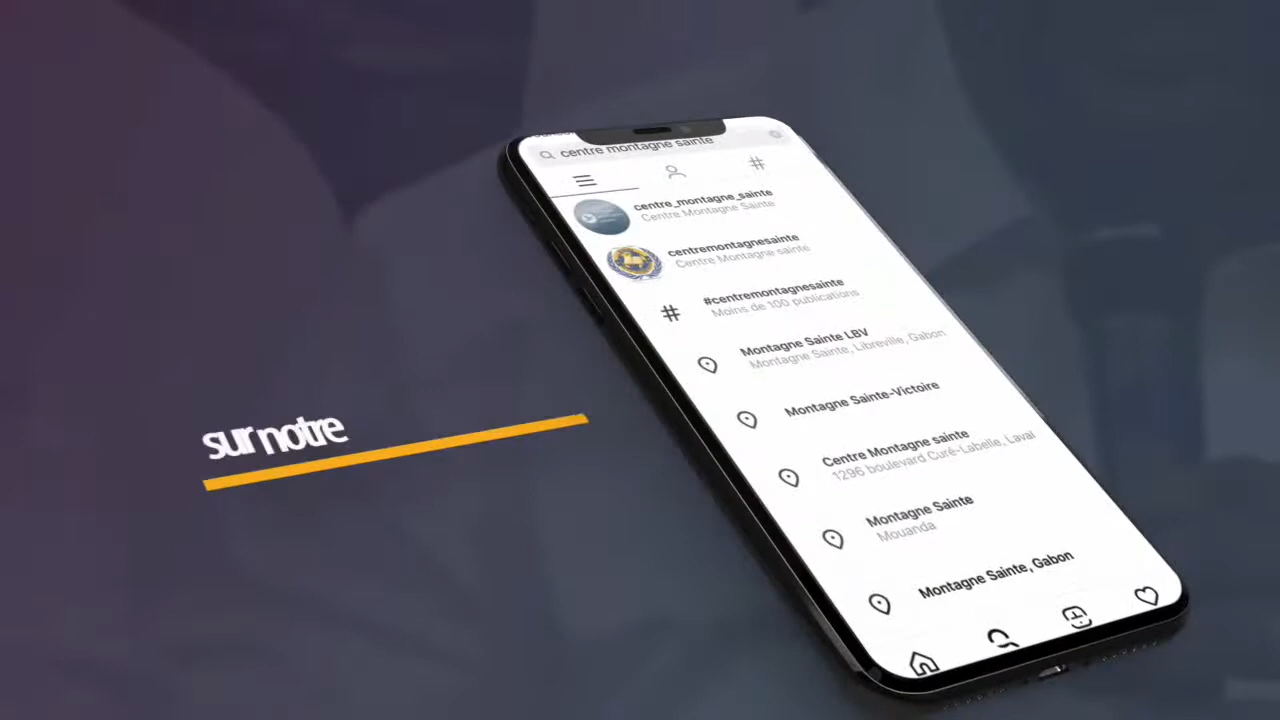 centre montagne sainte
centre_montagne_sainte
Centre Montagne Sainte
centremontagnesainte
Centre Montagne sainte
#centremontagnesainte
Moins de 100 publications
Montagne Sainte LBV
Montagne Sainte, Libreville, Gabon
Montagne Sainte-Victoire
Centre Montagne sainte
1296 boulevard Curé-Labelle, Laval
Montagne Sainte
Mouanda
Montagne Sainte, Gabon
sur notre